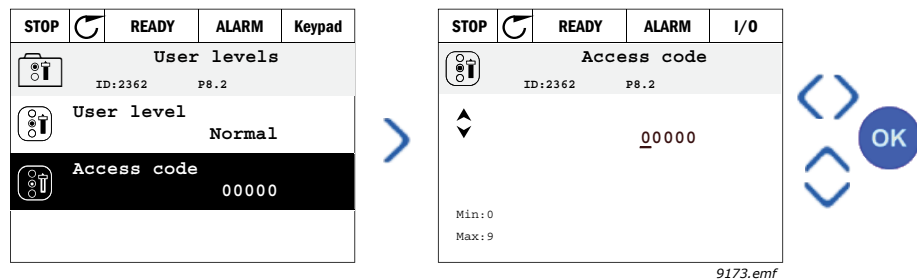 STOP READY ALARM Keypad
User levels
ID:2362 P8.2
User level
Normal
Access code
00000
STOP READY ALARM I/O
Access code
ID:2362 P8.2
00000
Min:0
Max:9
OK
9173.emf